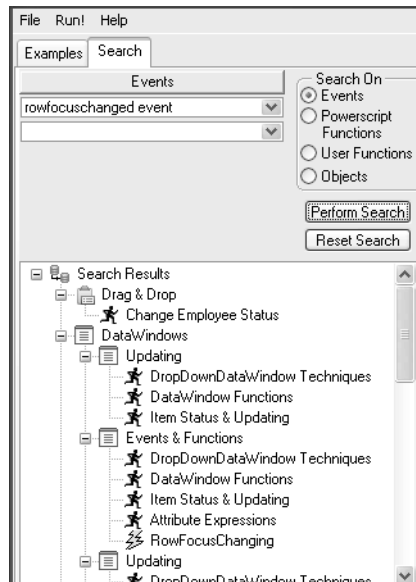 File Run! Help
Examples Search
Events
rowfocuschanged event
Search On
Events
Powerscript
Functions
User Functions
Objects
Perform Search
Reset Search
Search Results
Drag & Drop
Change Employee Status
DataWindows
Updating
DropDownDataWindow Techniques
DataWindow Functions
Item Status & Updating
Events & Functions
DropDownDataWindow Techniques
DataWindow Functions
Item Status & Updating
Attribute Expressions
RowFocusChanging
Updating
DropDownDataWindow Techniques